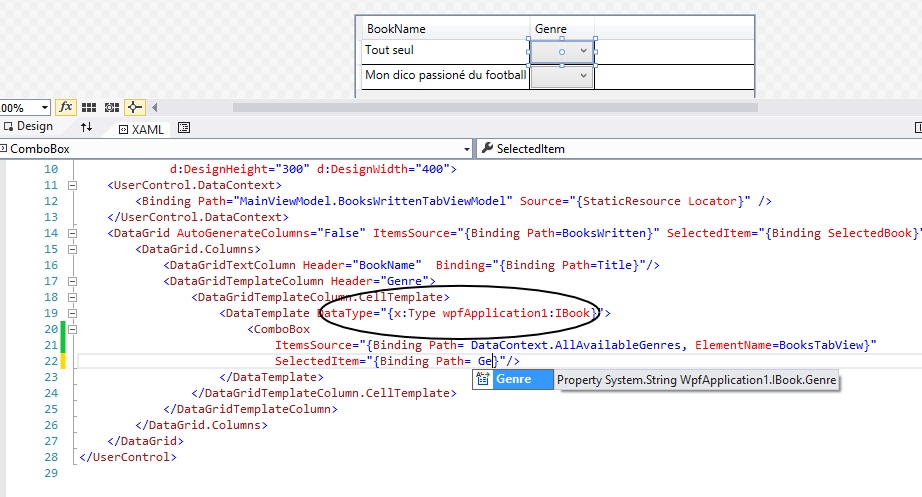 BookName Genre
Tout seul
Mon dico passioné du football
.00% fx
Design XAML
ComboBox SelectedItem
10 d:DesignHeight="300" d:DesignWidth="400">
11 <UserControl.DataContext>
12 <Binding Path="MainViewModel.BooksWrittenTabViewModel" Source="{StaticResource Locator}" />
13 </UserControl.DataContext>
14 <DataGrid AutoGenerateColumns="False" ItemsSource="{Binding Path=BooksWritten}" SelectedItem="{Binding SelectedBook}"
15 <DataGrid.Columns>
16 <DataGridTextColumn Header="BookName" Binding="{Binding Path=Title}"/>
17 <DataGridTemplateColumn Header="Genre">
18 <DataGridTemplateColumn.CellTemplate>
19 <DataTemplate DataType="{x:Type wpfApplication1:IBook}">
20 <ComboBox
21 ItemsSource="{Binding Path= DataContext.AllAvailableGenres, ElementName=BooksTabView}"
22 SelectedItem="{Binding Path= Ge}"/>
23 </DataTemplate>
Genre Property System.String WpfApplication1.IBook.Genre
24 </DataGridTemplateColumn.CellTemplate>
25 </DataGridTemplateColumn>
26 </DataGrid.Columns>
27 </DataGrid>
28 </UserControl>
29